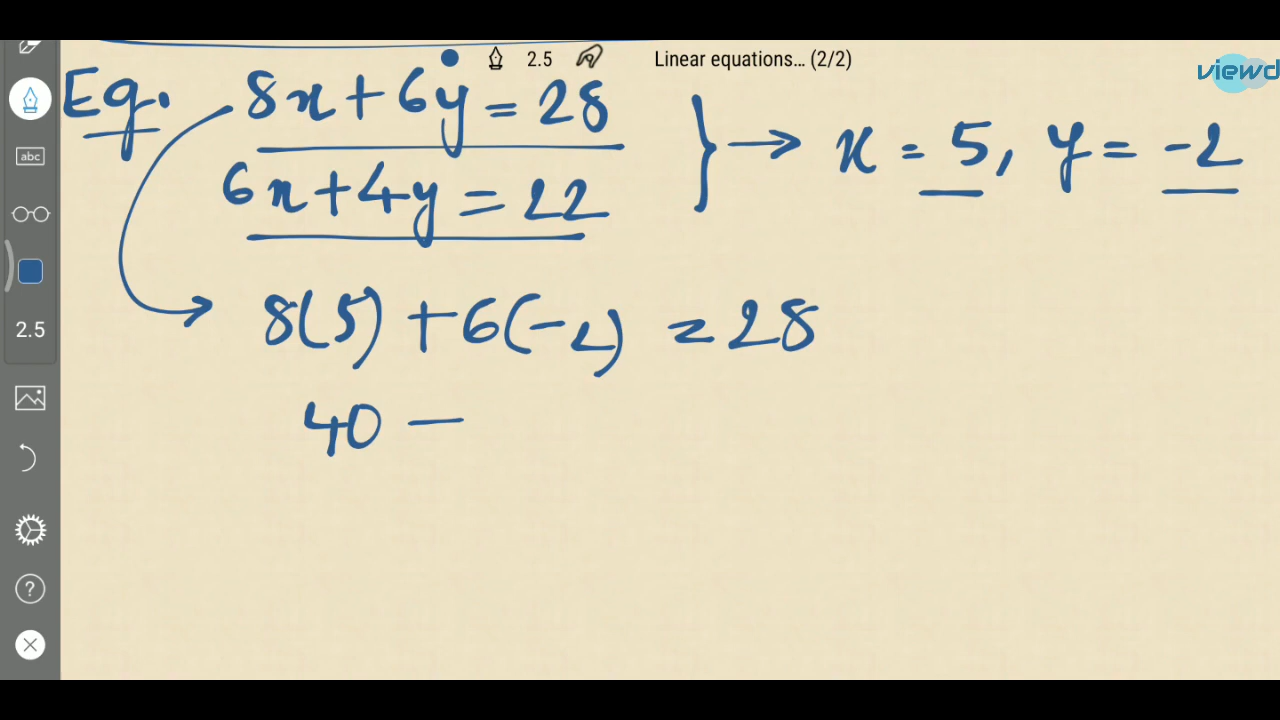 2.5 Linear equations... (2/2)
viewd
Eq. 8x + 6y = 28
6x + 4y = 22
} → x = 5, y = -2
abc
2.5
8(5) + 6(-2) = 28
40 -
?